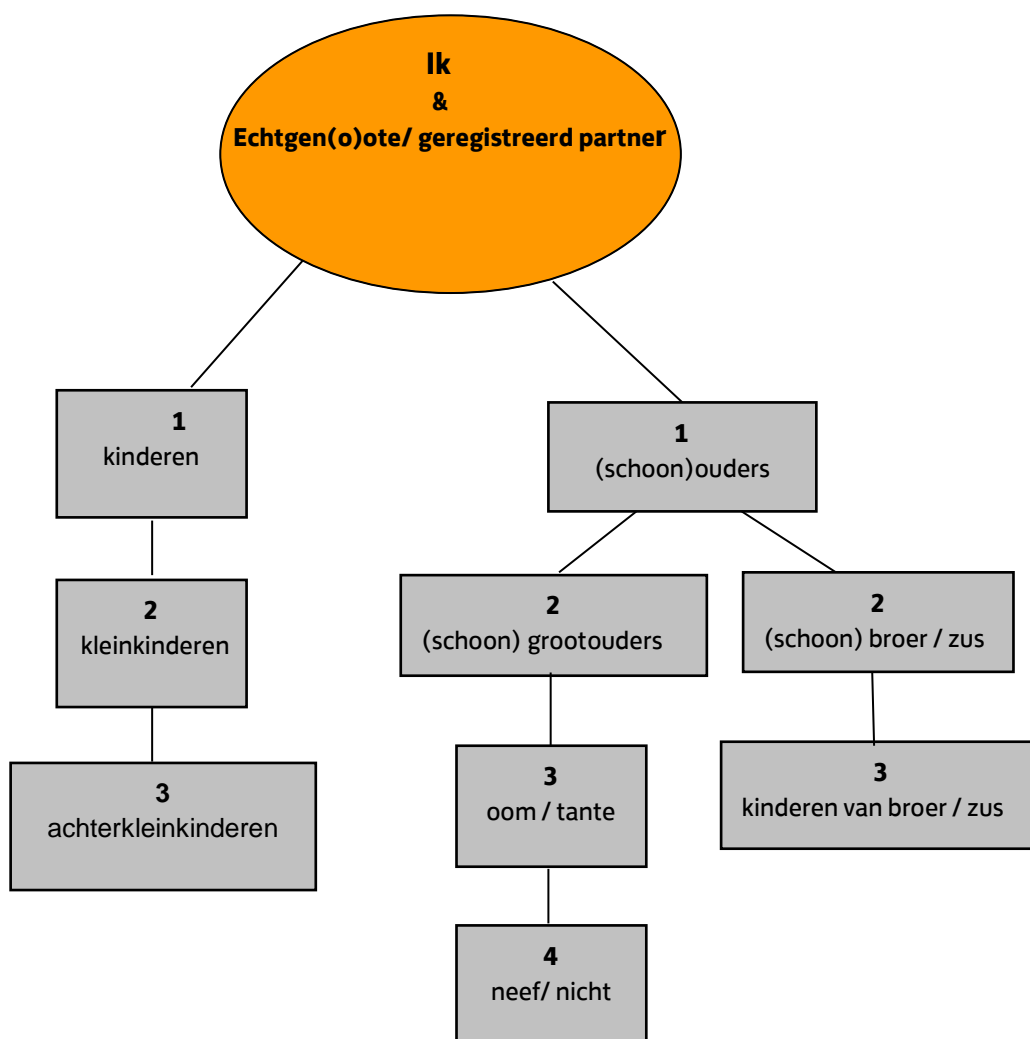 Ik
&
Echtgen(o)ote/ geregistreerd partner
1
kinderen
1
(schoon)ouders
2
kleinkinderen
2
(schoon) grootouders
2
(schoon) broer / zus
3
achterkleinkinderen
3
oom / tante
3
kinderen van broer / zus
4
neef/ nicht